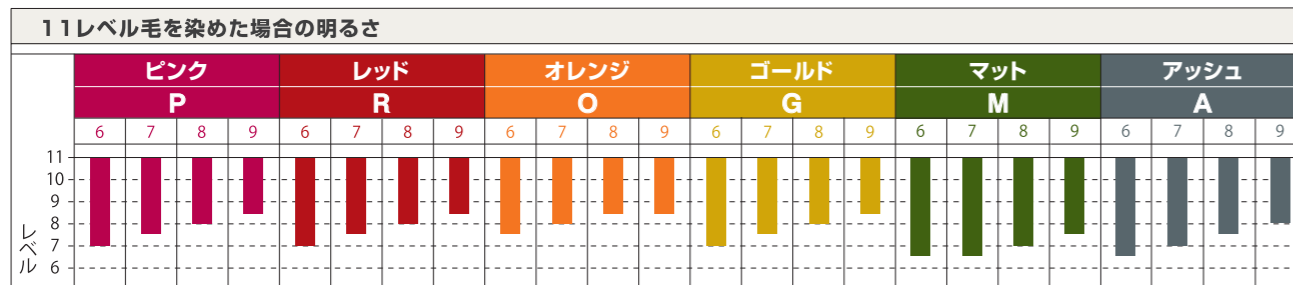 11レベル毛を染めた場合の明るさ
ピンク レッド オレンジ ゴールド マット アッシュ
P R O G M A
6 7 8 9 6 7 8 9 6 7 8 9 6 7 8 9 6 7 8 9 6 7 8 9
11
10
9
8
7
6
レベル